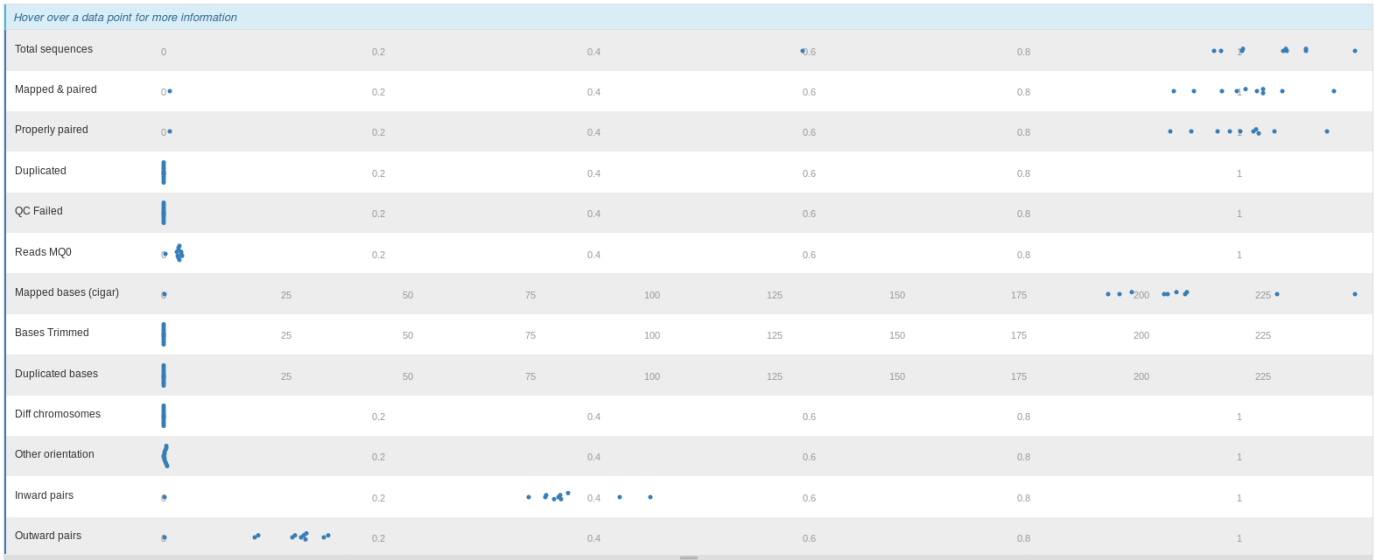 Hover over a data point for more information
Total sequences 0 0.2 0.4 0.6 0.8 1
Mapped & paired 0 0.2 0.4 0.6 0.8 1
Properly paired 0 0.2 0.4 0.6 0.8 1
Duplicated 0.2 0.4 0.6 0.8 1
QC Failed 0.2 0.4 0.6 0.8 1
Reads MQ0 0 0.2 0.4 0.6 0.8 1
Mapped bases (cigar) 0 25 50 75 100 125 150 175 200 225
Bases Trimmed 25 50 75 100 125 150 175 200 225
Duplicated bases 25 50 75 100 125 150 175 200 225
Diff chromosomes 0.2 0.4 0.6 0.8 1
Other orientation 0.2 0.4 0.6 0.8 1
Inward pairs 0 0.2 0.4 0.6 0.8 1
Outward pairs 0 0.2 0.4 0.6 0.8 1